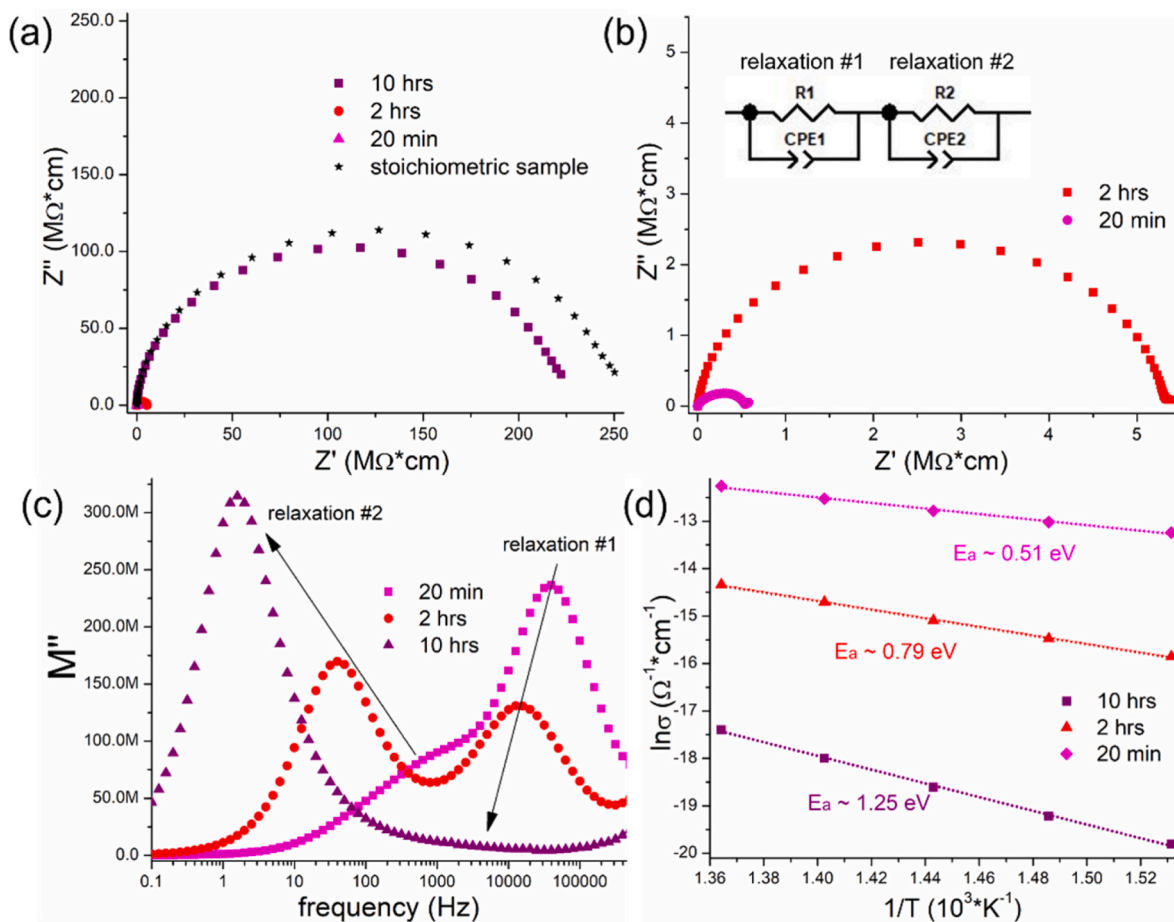 (a)
250.0
200.0
150.0
100.0
50.0
0.0
Z'' (MΩ*cm)
10 hrs
2 hrs
20 min
stoichiometric sample
0 50 100 150 200 250
Z' (MΩ*cm)
(b)
5
4
3
2
1
0
Z'' (MΩ*cm)
relaxation #1 relaxation #2
R1 R2
CPE1 CPE2
2 hrs
20 min
0 1 2 3 4 5
Z' (MΩ*cm)
(c)
300.0M
250.0M
200.0M
150.0M
100.0M
50.0M
0.0
M''
relaxation #2
relaxation #1
20 min
2 hrs
10 hrs
0.1 1 10 100 1000 10000 100000
frequency (Hz)
(d)
-13
-14
-15
-16
-17
-18
-19
-20
lnσ (Ω⁻¹*cm⁻¹)
Ea ~ 0.51 eV
Ea ~ 0.79 eV
Ea ~ 1.25 eV
10 hrs
2 hrs
20 min
1.36 1.38 1.40 1.42 1.44 1.46 1.48 1.50 1.52
1/T (10³*K⁻¹)